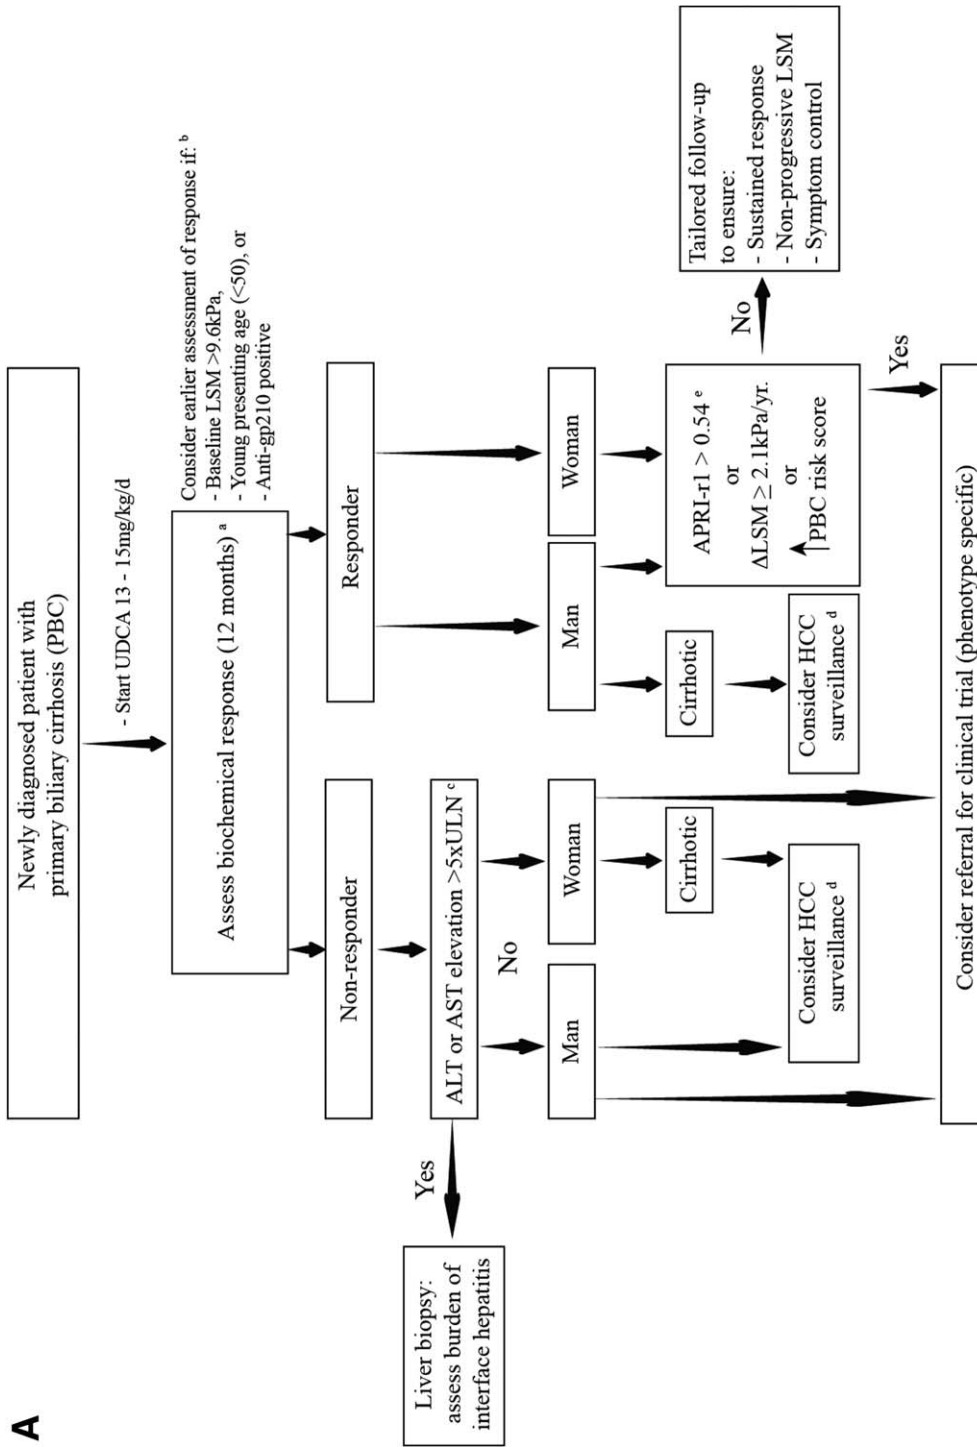 A
Newly diagnosed patient with
primary biliary cirrhosis (PBC)
- Start UDCA 13 - 15mg/kg/d
Assess biochemical response (12 months) a
Consider earlier assessment of response if: b
- Baseline LSM >9.6kPa,
- Young presenting age (<50), or
- Anti-gp210 positive
Non-responder
Responder
ALT or AST elevation >5xULN c
Yes
Liver biopsy:
assess burden of
interface hepatitis
No
Man
Woman
Man
Woman
Cirrhotic
Cirrhotic
Consider HCC
surveillance d
Consider HCC
surveillance d
APRI-r1 > 0.54 e
or
ΔLSM ≥ 2.1kPa/yr.
or
↑PBC risk score
No
Tailored follow-up
to ensure:
- Sustained response
- Non-progressive LSM
- Symptom control
Yes
Consider referral for clinical trial (phenotype specific)